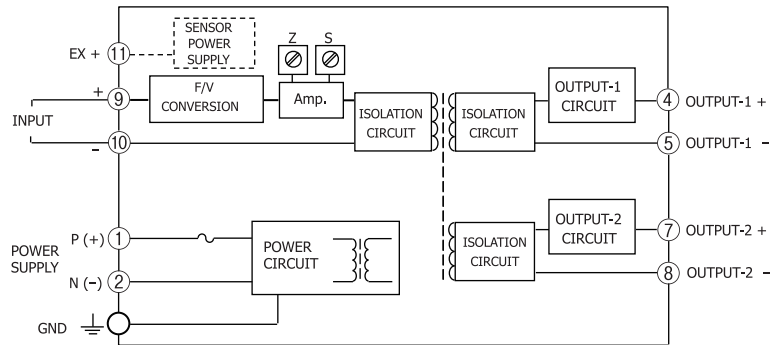 SENSOR
POWER
SUPPLY
Z S
EX + 11
+ 9
F/V
CONVERSION
Amp.
ISOLATION
CIRCUIT
ISOLATION
CIRCUIT
OUTPUT-1
CIRCUIT
4 OUTPUT-1 +
INPUT
- 10
5 OUTPUT-1 -
P (+) 1
POWER
SUPPLY
N (-) 2
GND
POWER
CIRCUIT
ISOLATION
CIRCUIT
OUTPUT-2
CIRCUIT
7 OUTPUT-2 +
8 OUTPUT-2 -